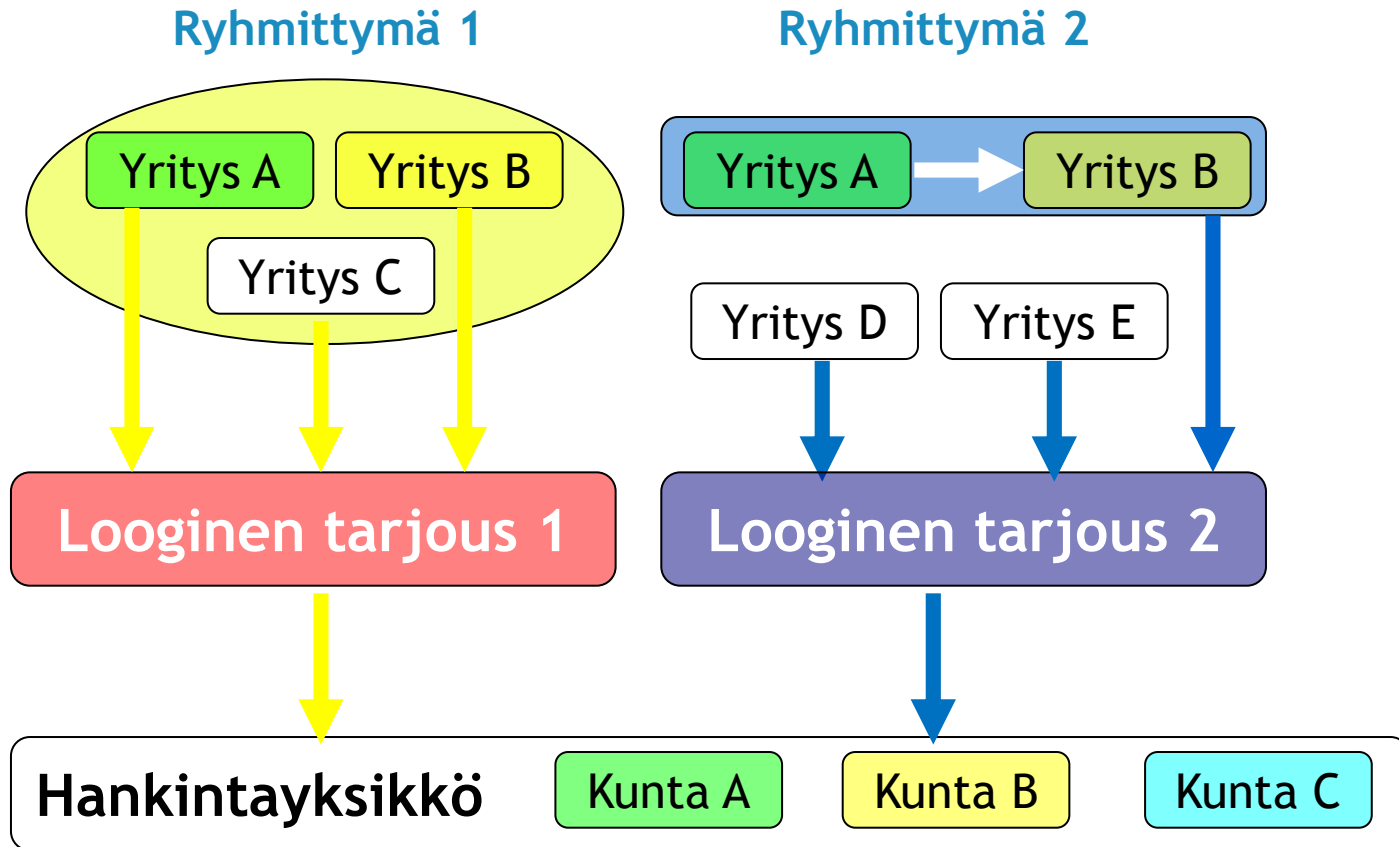 Ryhmittymä 1
Ryhmittymä 2
Yritys A
Yritys B
Yritys C
Yritys A
Yritys B
Yritys D
Yritys E
Looginen tarjous 1
Looginen tarjous 2
Hankintayksikkö
Kunta A
Kunta B
Kunta C